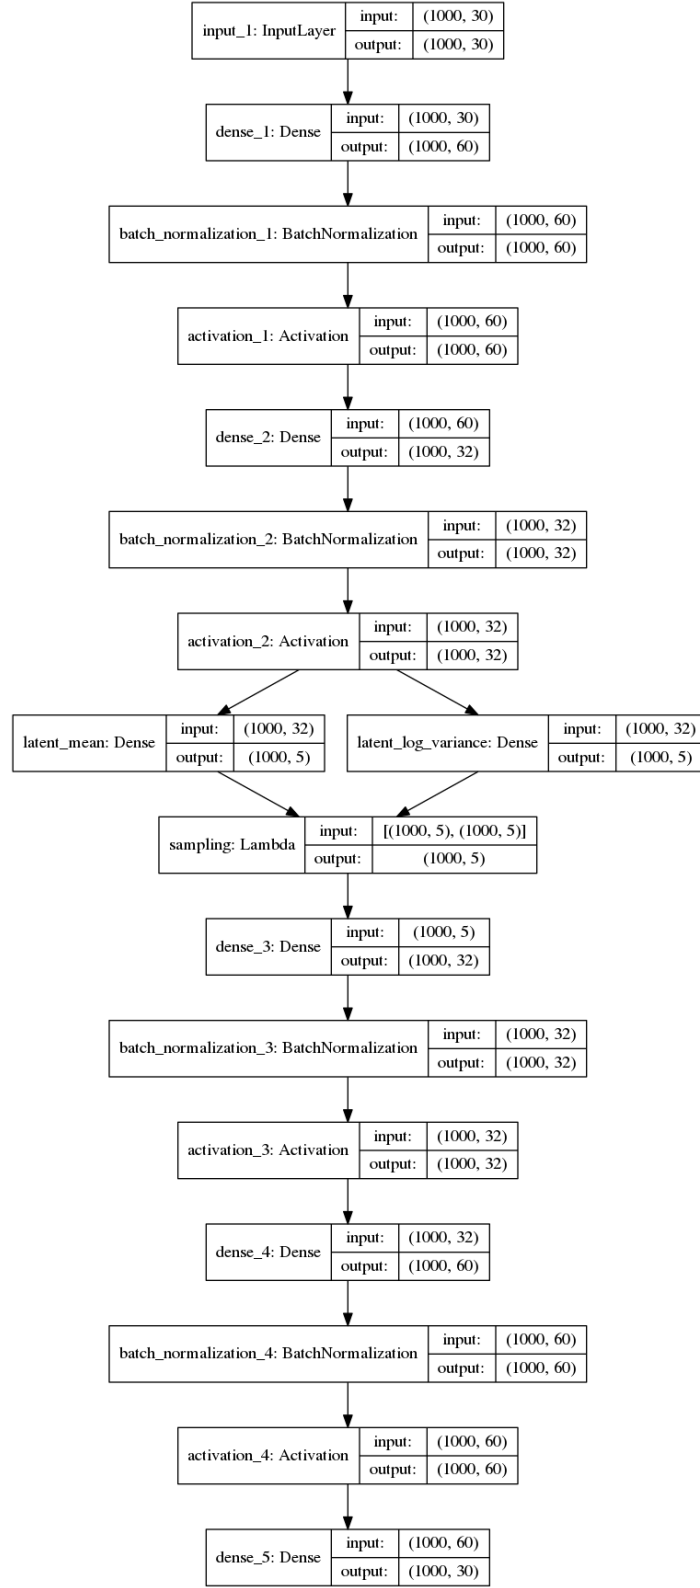 input_1: InputLayer
input: (1000, 30)
output: (1000, 30)
dense_1: Dense
input: (1000, 30)
output: (1000, 60)
batch_normalization_1: BatchNormalization
input: (1000, 60)
output: (1000, 60)
activation_1: Activation
input: (1000, 60)
output: (1000, 60)
dense_2: Dense
input: (1000, 60)
output: (1000, 32)
batch_normalization_2: BatchNormalization
input: (1000, 32)
output: (1000, 32)
activation_2: Activation
input: (1000, 32)
output: (1000, 32)
latent_mean: Dense
input: (1000, 32)
output: (1000, 5)
latent_log_variance: Dense
input: (1000, 32)
output: (1000, 5)
sampling: Lambda
input: [(1000, 5), (1000, 5)]
output: (1000, 5)
dense_3: Dense
input: (1000, 5)
output: (1000, 32)
batch_normalization_3: BatchNormalization
input: (1000, 32)
output: (1000, 32)
activation_3: Activation
input: (1000, 32)
output: (1000, 32)
dense_4: Dense
input: (1000, 32)
output: (1000, 60)
batch_normalization_4: BatchNormalization
input: (1000, 60)
output: (1000, 60)
activation_4: Activation
input: (1000, 60)
output: (1000, 60)
dense_5: Dense
input: (1000, 60)
output: (1000, 30)